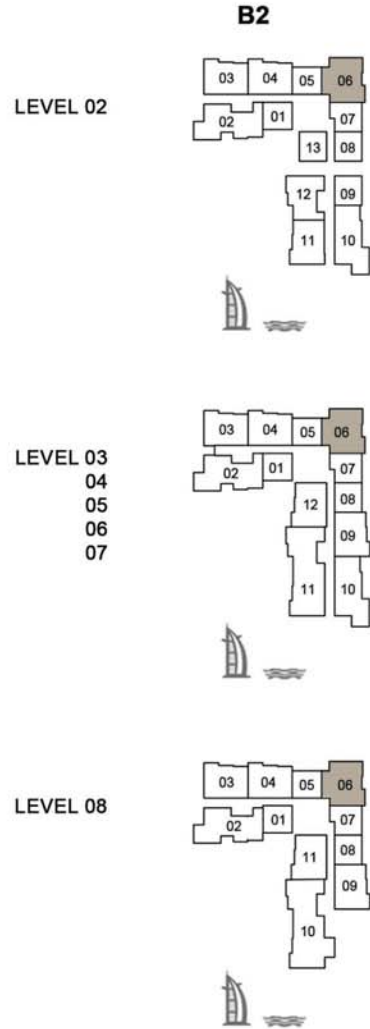 B2
LEVEL 02
03 04 05 06
02 01 07
13 08
12 09
11 10
LEVEL 03
04
05
06
07
03 04 05 06
02 01 07
12 08
09
11 10
LEVEL 08
03 04 05 06
02 01 07
11 08
09
10